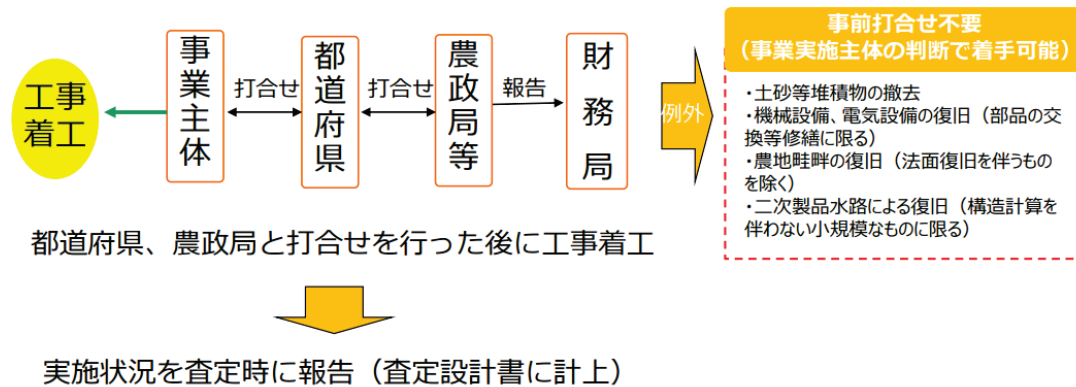 工事
着工
事業主体
打合せ
都道府県
打合せ
農政局等
報告
財務局
例外
事前打合せ不要
（事業実施主体の判断で着手可能）
・土砂等堆積物の撤去
・機械設備、電気設備の復旧（部品の交
換等修繕に限る）
・農地畦畔の復旧（法面復旧を伴うもの
を除く）
・二次製品水路による復旧（構造計算を
伴わない小規模なものに限る）
都道府県、農政局と打合せを行った後に工事着工
実施状況を査定時に報告（査定設計書に計上）